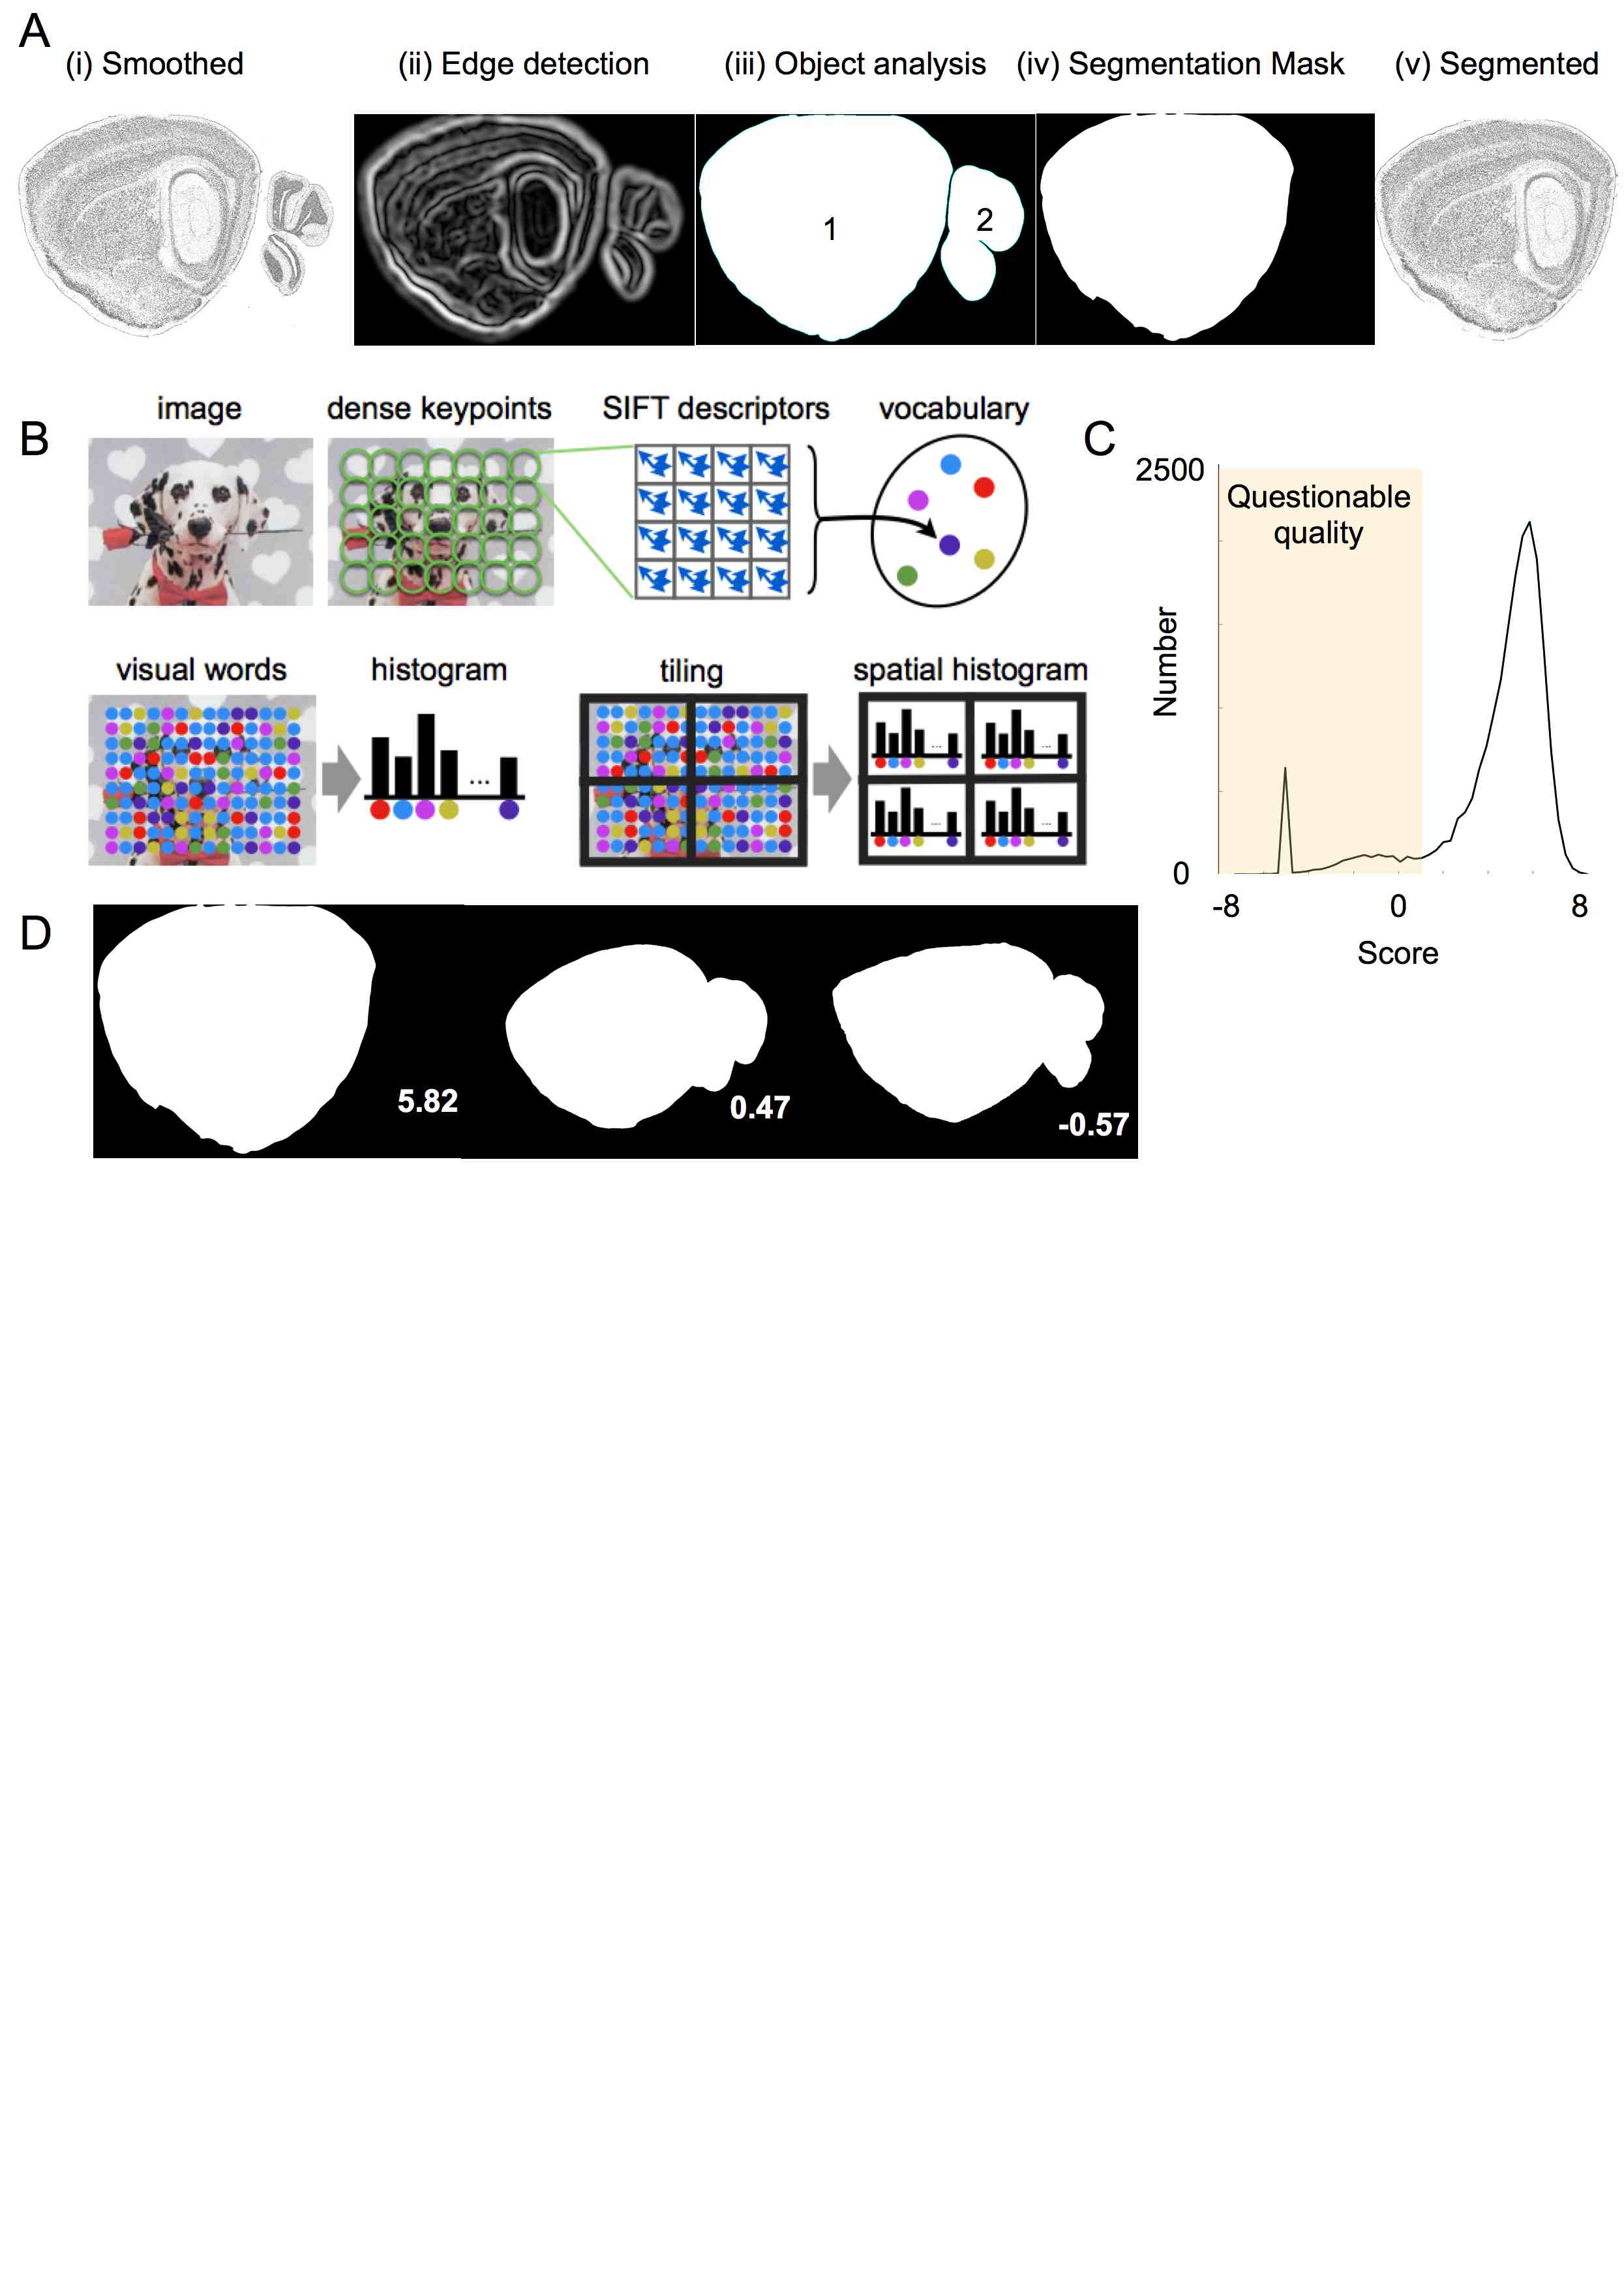 A
(i) Smoothed
(ii) Edge detection
(iii) Object analysis
(iv) Segmentation Mask
(v) Segmented
1
2
B
image
dense keypoints
SIFT descriptors
vocabulary
visual words
histogram
tiling
spatial histogram
...
...
...
...
...
C
2500
Questionable
quality
Number
0
-8
0
8
Score
D
5.82
0.47
-0.57